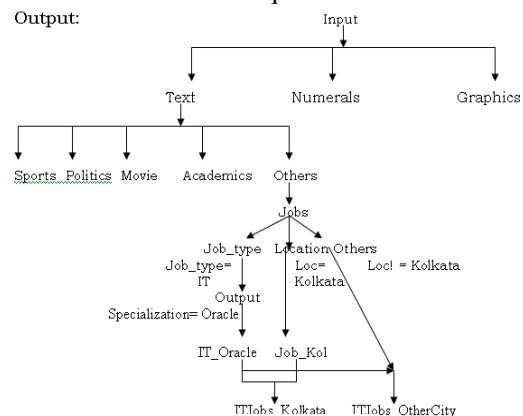 Output:
Input
Text Numerals Graphics
Sports Politics Movie Academics Others
Jobs
Job_type Location Others
Job_type= Loc= Loc! = Kolkata
IT Kolkata
Output
Specialization= Oracle
IT_Oracle Job_Kol
ITJobs_Kolkata ITJobs_OtherCity